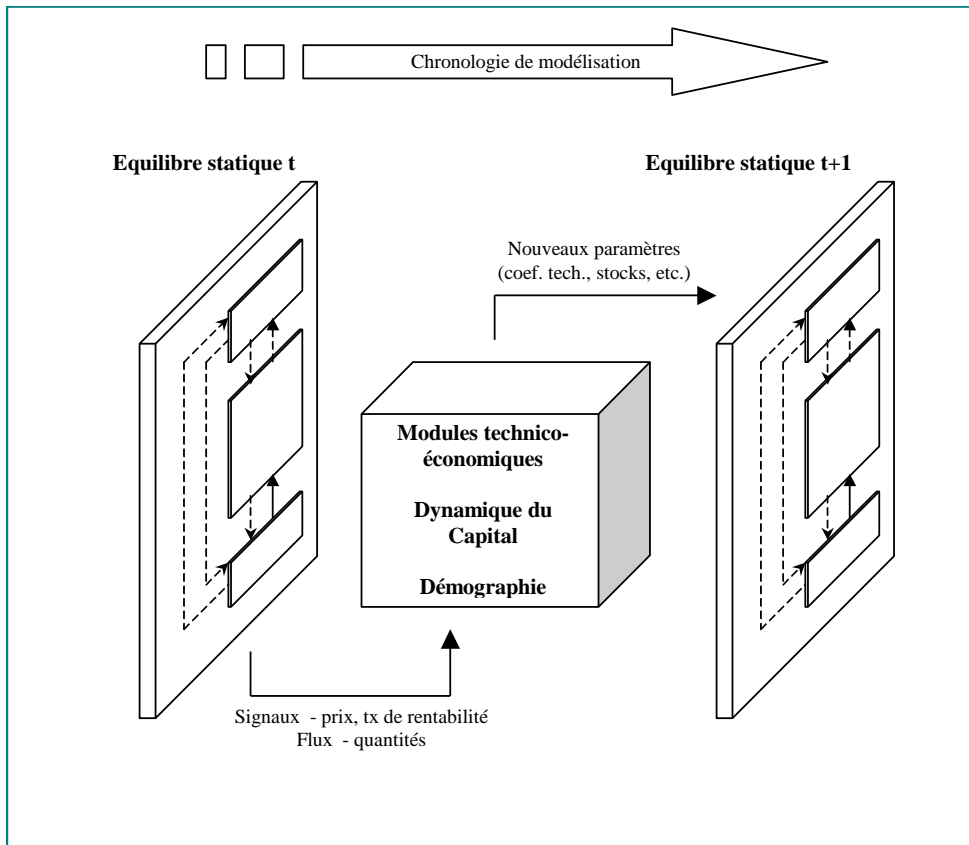 Chronologie de modélisation
Equilibre statique t
Equilibre statique t+1
Nouveaux paramètres
(coef. tech., stocks, etc.)
Modules technico-
économiques
Dynamique du
Capital
Démographie
Signaux - prix, tx de rentabilité
Flux - quantités